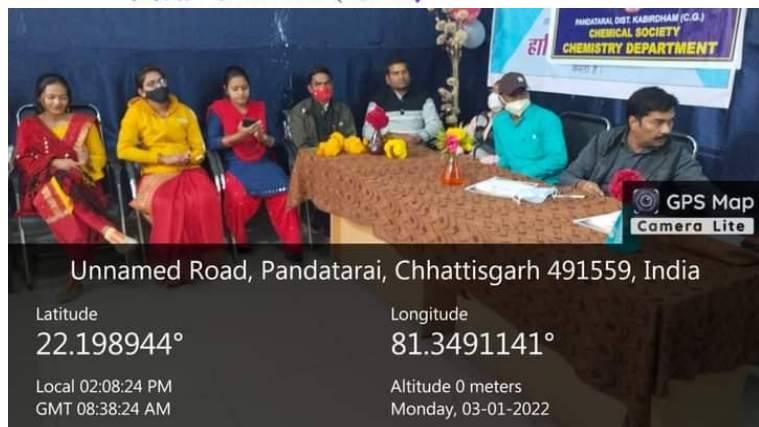 PANDATARAI, DIST. KABIRDHAM (C.G.)
CHEMICAL SOCIETY
CHEMISTRY DEPARTMENT
करता है।
GPS Map
Camera Lite
Unnamed Road, Pandatarai, Chhattisgarh 491559, India
Latitude
22.198944°
Longitude
81.3491141°
Local 02:08:24 PM
GMT 08:38:24 AM
Altitude 0 meters
Monday, 03-01-2022